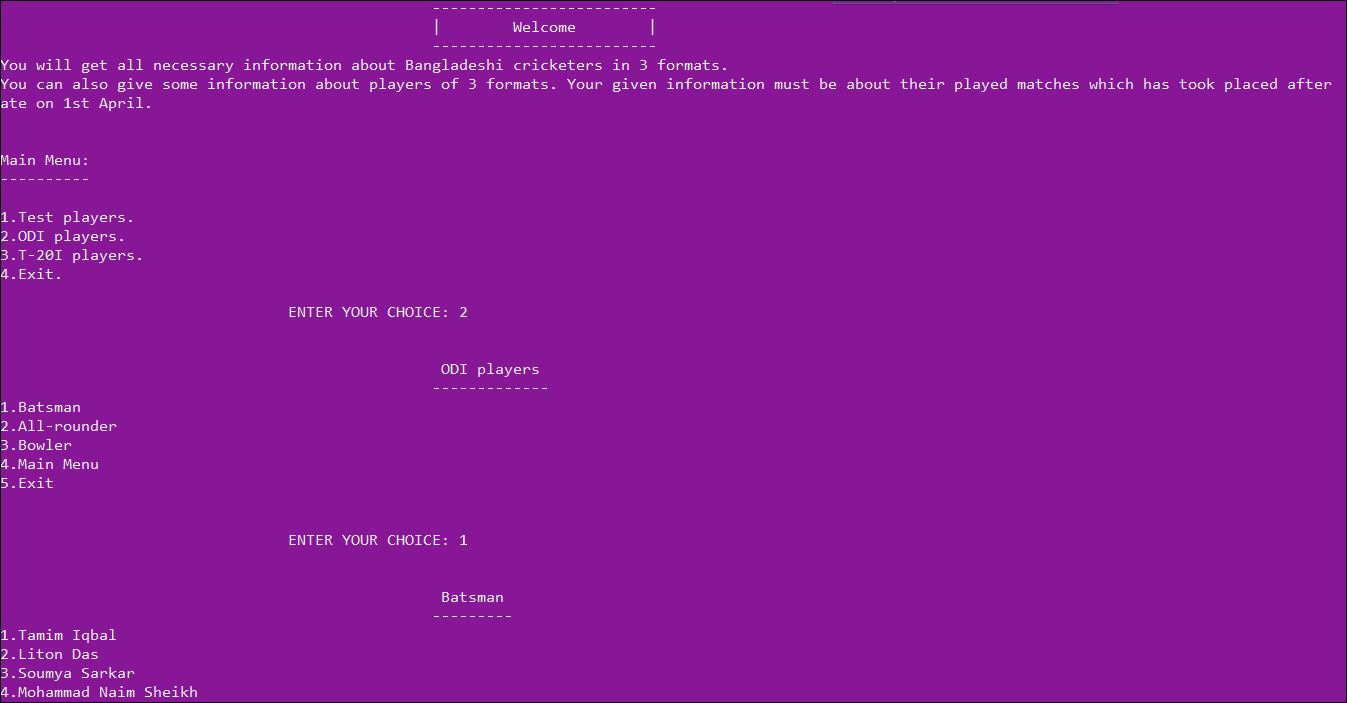 -------------------------
|        Welcome        |
-------------------------
You will get all necessary information about Bangladeshi cricketers in 3 formats.
You can also give some information about players of 3 formats. Your given information must be about their played matches which has took placed after
ate on 1st April.
Main Menu:
----------
1.Test players.
2.ODI players.
3.T-20I players.
4.Exit.
ENTER YOUR CHOICE: 2
ODI players
-------------
1.Batsman
2.All-rounder
3.Bowler
4.Main Menu
5.Exit
ENTER YOUR CHOICE: 1
Batsman
---------
1.Tamim Iqbal
2.Liton Das
3.Soumya Sarkar
4.Mohammad Naim Sheikh